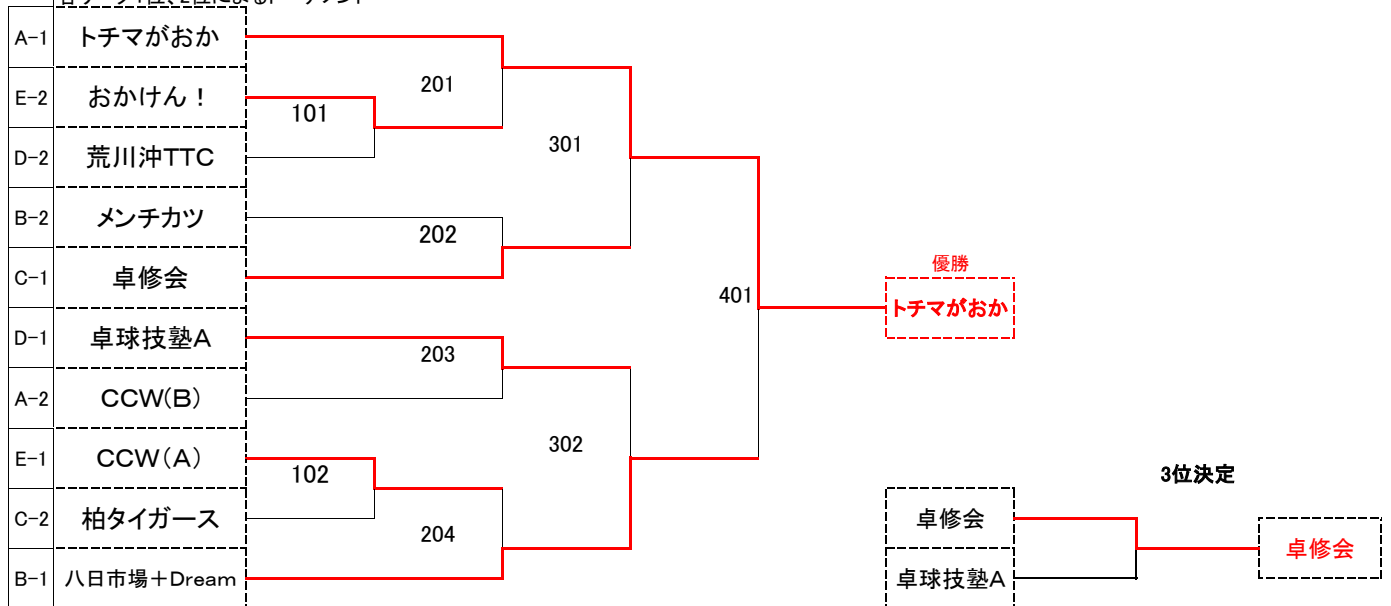 A-1 トチマがおか
201
E-2 おかけん！
101
D-2 荒川沖TTC
301
B-2 メンチカツ
202
C-1 卓修会
優勝
トチマがおか
401
D-1 卓球技塾A
203
A-2 CCW(B)
302
E-1 CCW（A）
102
3位決定
C-2 柏タイガース
204
卓修会
卓修会
B-1 八日市場＋Dream
卓球技塾A